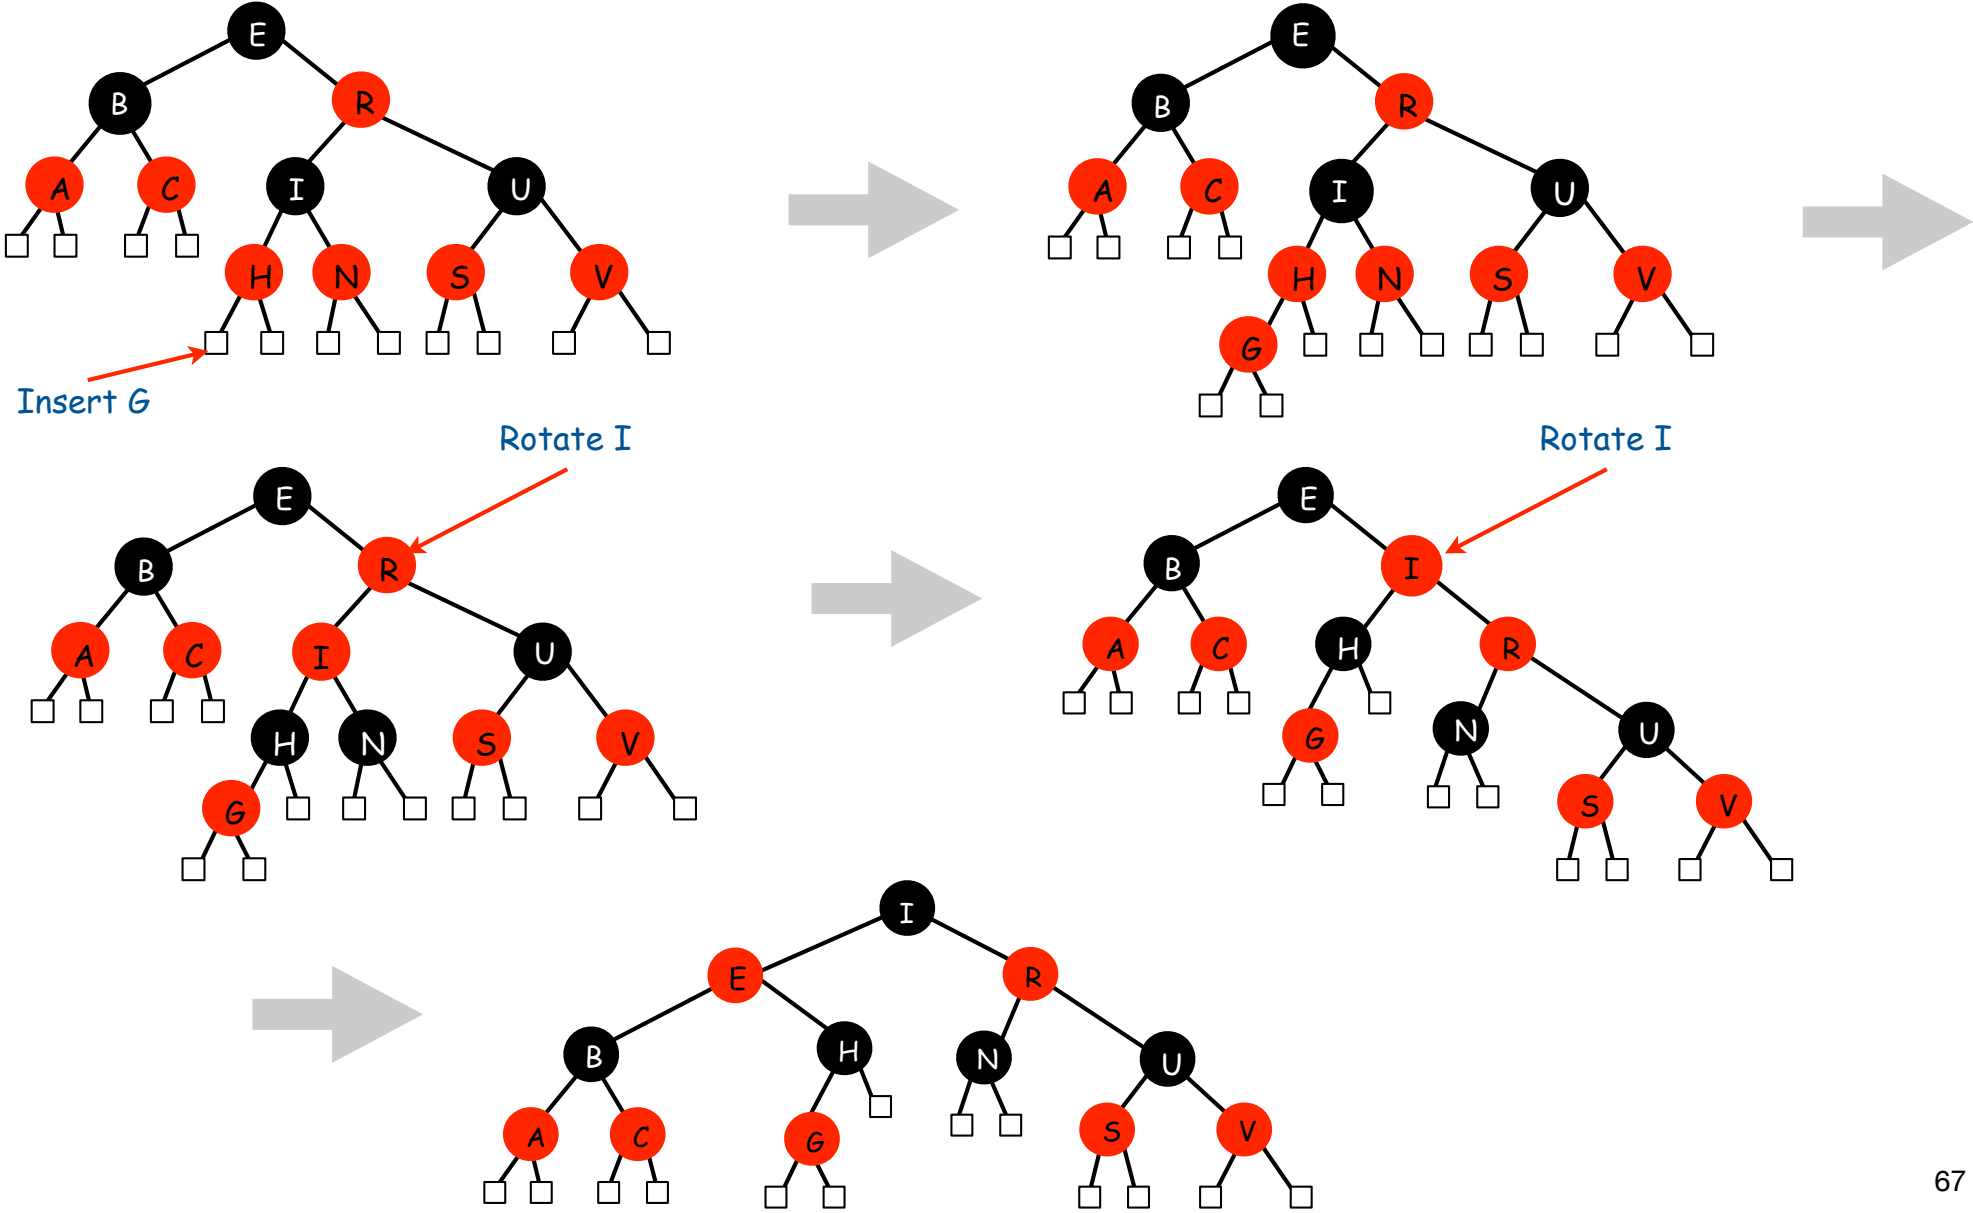 E E
B R B R
A C I U A C I U
H N S V H N S V
G
Insert G
Rotate I Rotate I
E E
B R B I
A C I U A C H R
H N S V G N U
G S V
I
E R
B H N U
A C G S V
67